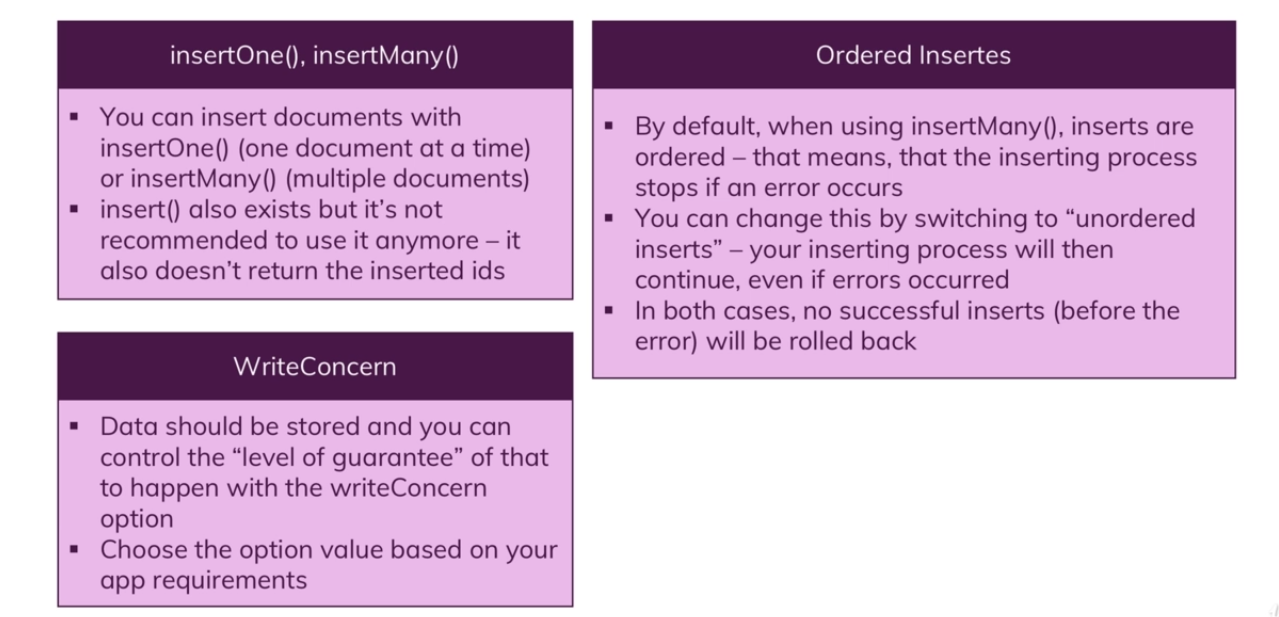 insertOne(), insertMany()
▪ You can insert documents with
insertOne() (one document at a time)
or insertMany() (multiple documents)
▪ insert() also exists but it’s not
recommended to use it anymore – it
also doesn’t return the inserted ids
WriteConcern
▪ Data should be stored and you can
control the “level of guarantee” of that
to happen with the writeConcern
option
▪ Choose the option value based on your
app requirements
Ordered Insertes
▪ By default, when using insertMany(), inserts are
ordered – that means, that the inserting process
stops if an error occurs
▪ You can change this by switching to “unordered
inserts” – your inserting process will then
continue, even if errors occurred
▪ In both cases, no successful inserts (before the
error) will be rolled back